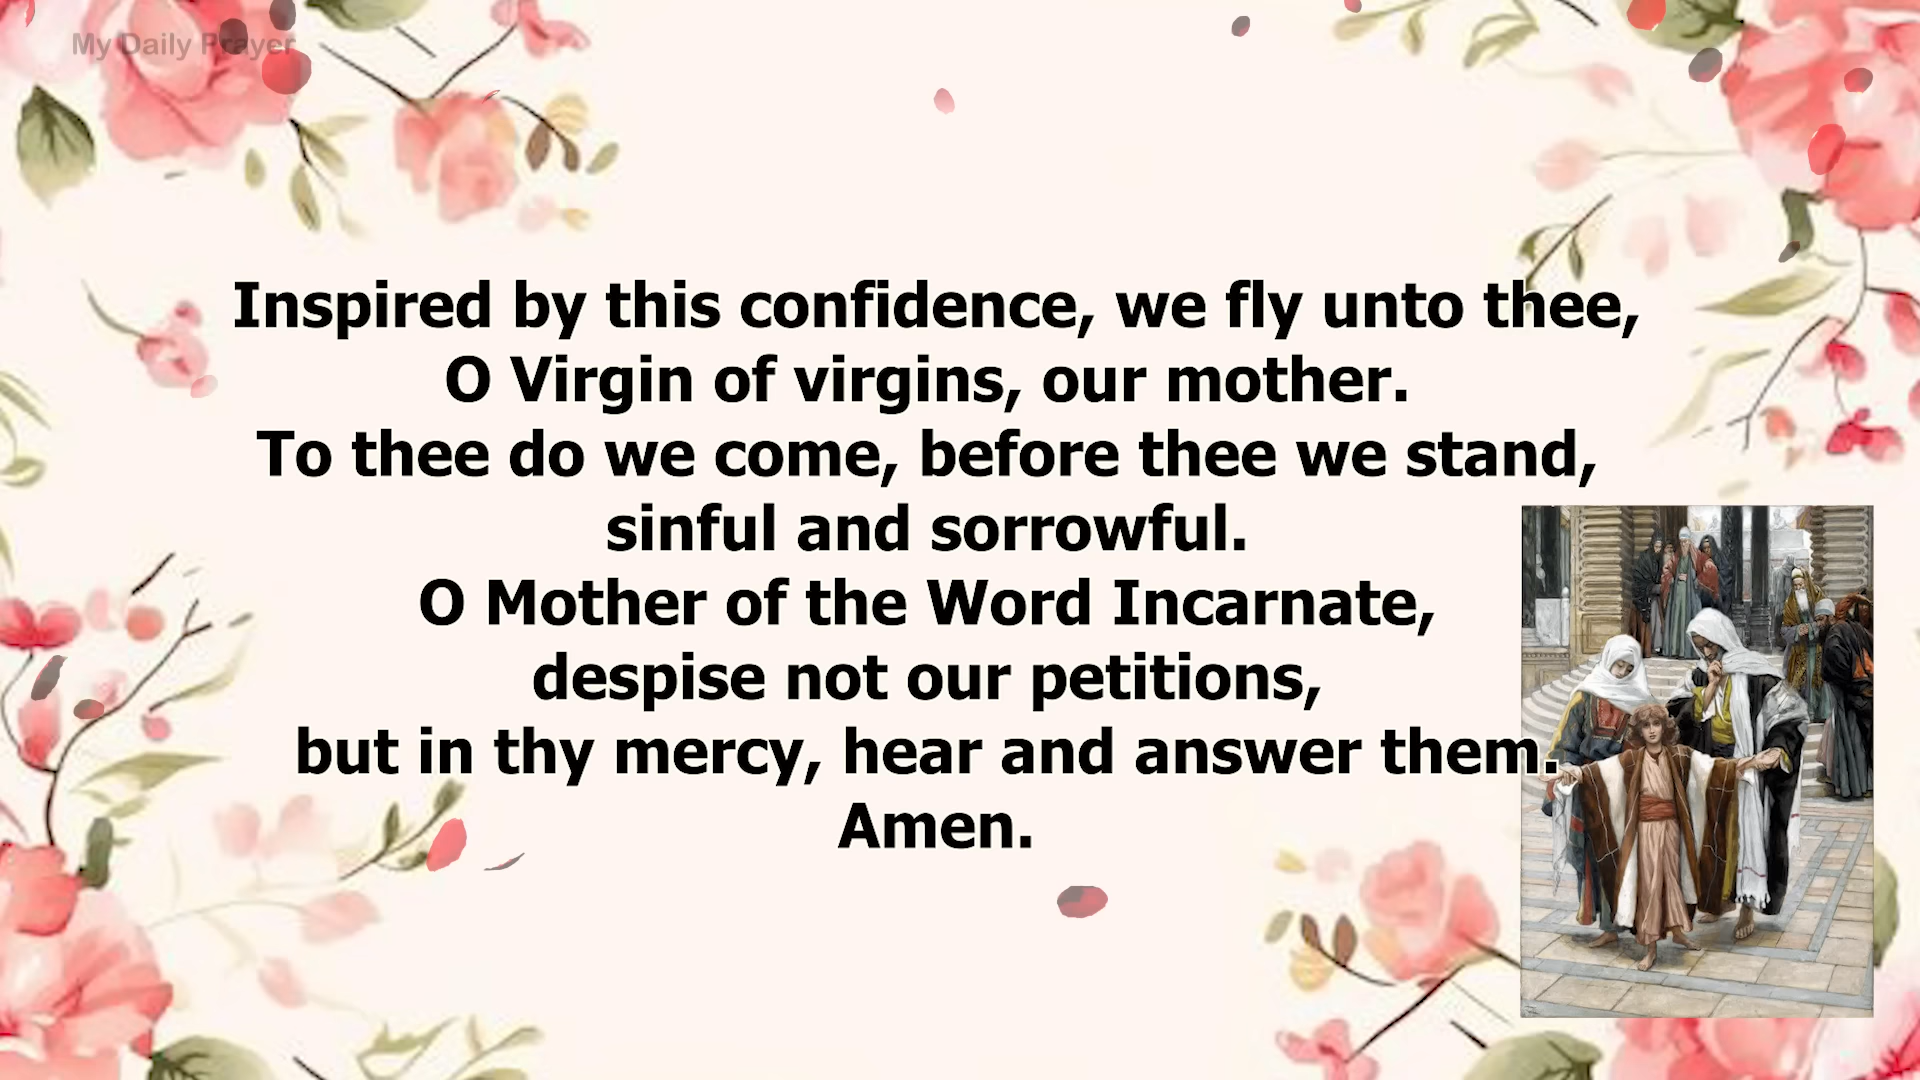 My Daily Prayer
Inspired by this confidence, we fly unto thee,
O Virgin of virgins, our mother.
To thee do we come, before thee we stand,
sinful and sorrowful.
O Mother of the Word Incarnate,
despise not our petitions,
but in thy mercy, hear and answer them.
Amen.